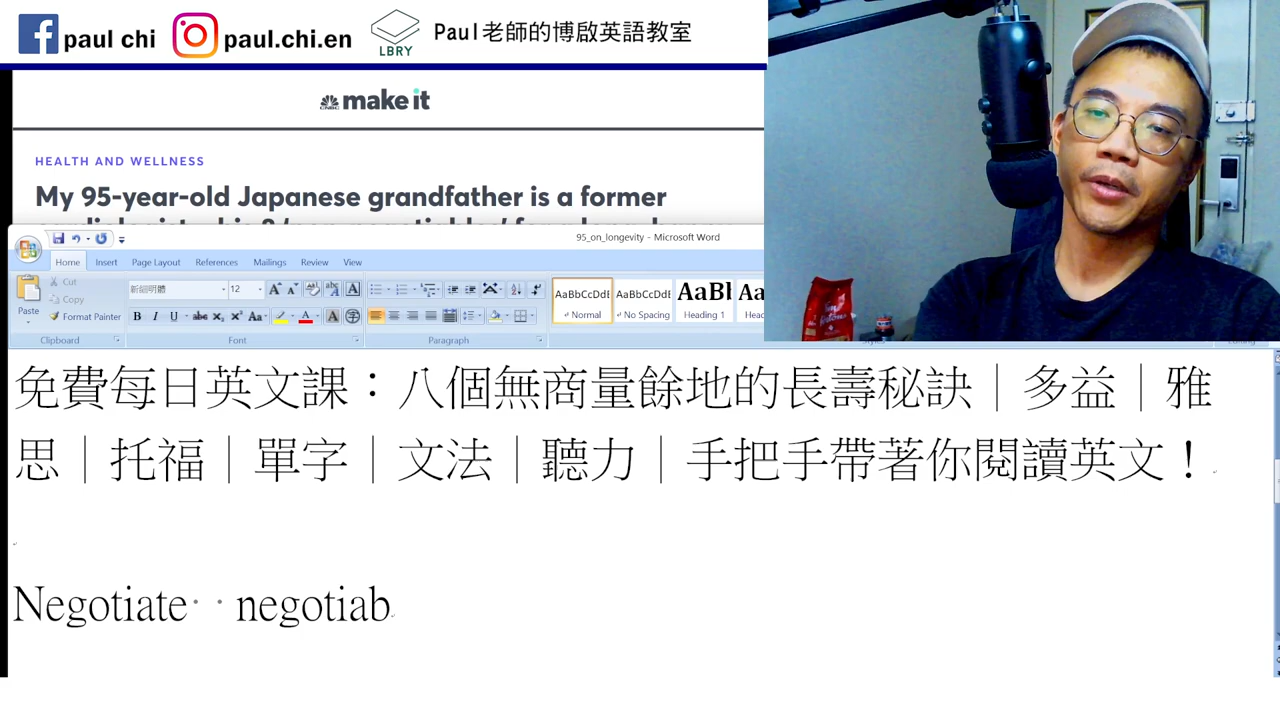 paul chi
paul.chi.en
LBRY
Paul老師的博啟英語教室
CNBC make it
HEALTH AND WELLNESS
My 95-year-old Japanese grandfather is a former
95_on_longevity - Microsoft Word
Home Insert Page Layout References Mailings Review View
Paste
Cut
Copy
Format Painter
新細明體 12
AaBbCcDdE AaBbCcDdE AaBb
Normal No Spacing Heading 1
Clipboard Font Paragraph
免費每日英文課：八個無商量餘地的長壽秘訣｜多益｜雅
思｜托福｜單字｜文法｜聽力｜手把手帶著你閱讀英文！
Negotiate negotiab